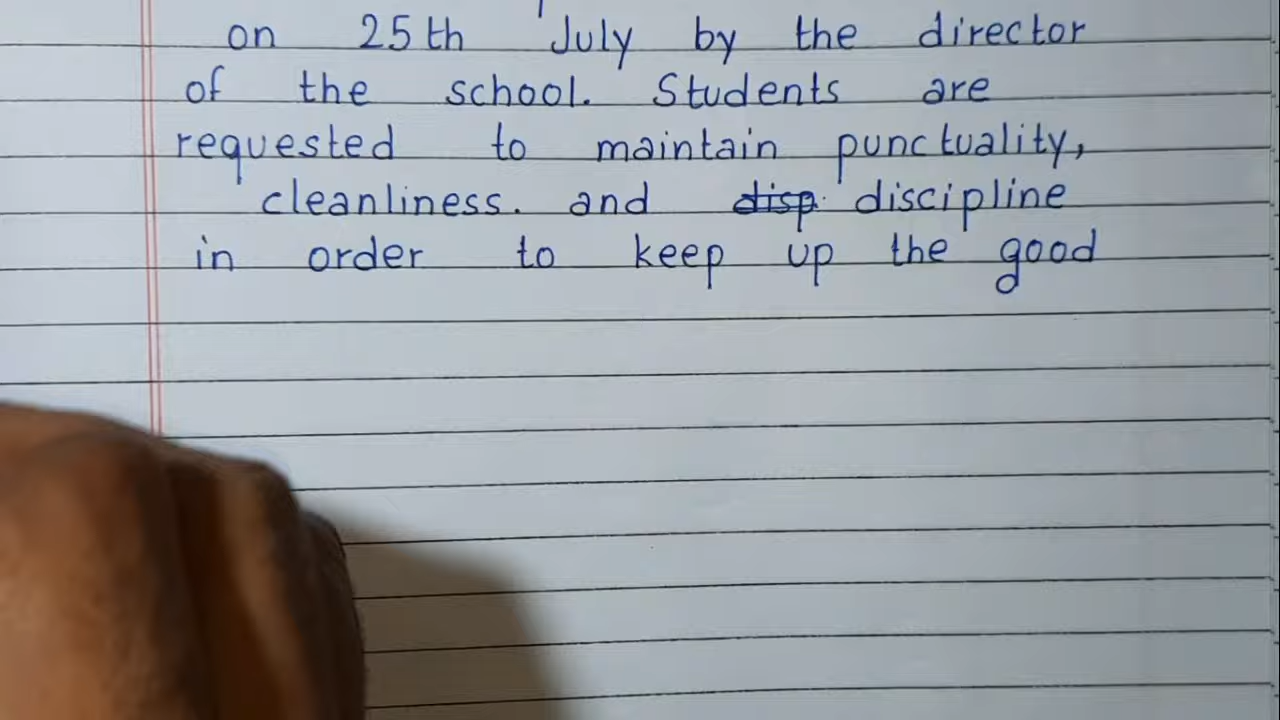 on 25th July by the director
of the school. Students are
requested to maintain punctuality,
cleanliness. and disp. discipline
in order to keep up the good